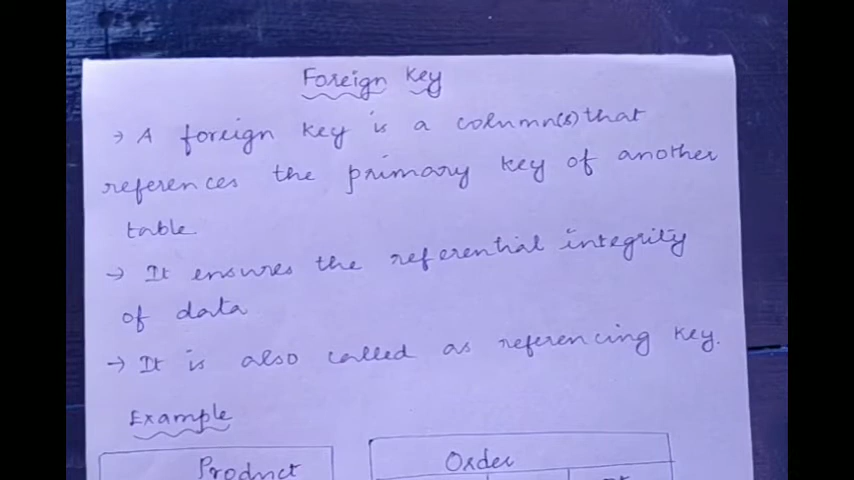 Foreign Key
→ A foreign key is a column(s) that
references the primary key of another
table
→ It ensures the referential integrity
of data
→ It is also called as referencing key.
Example
Product
Order